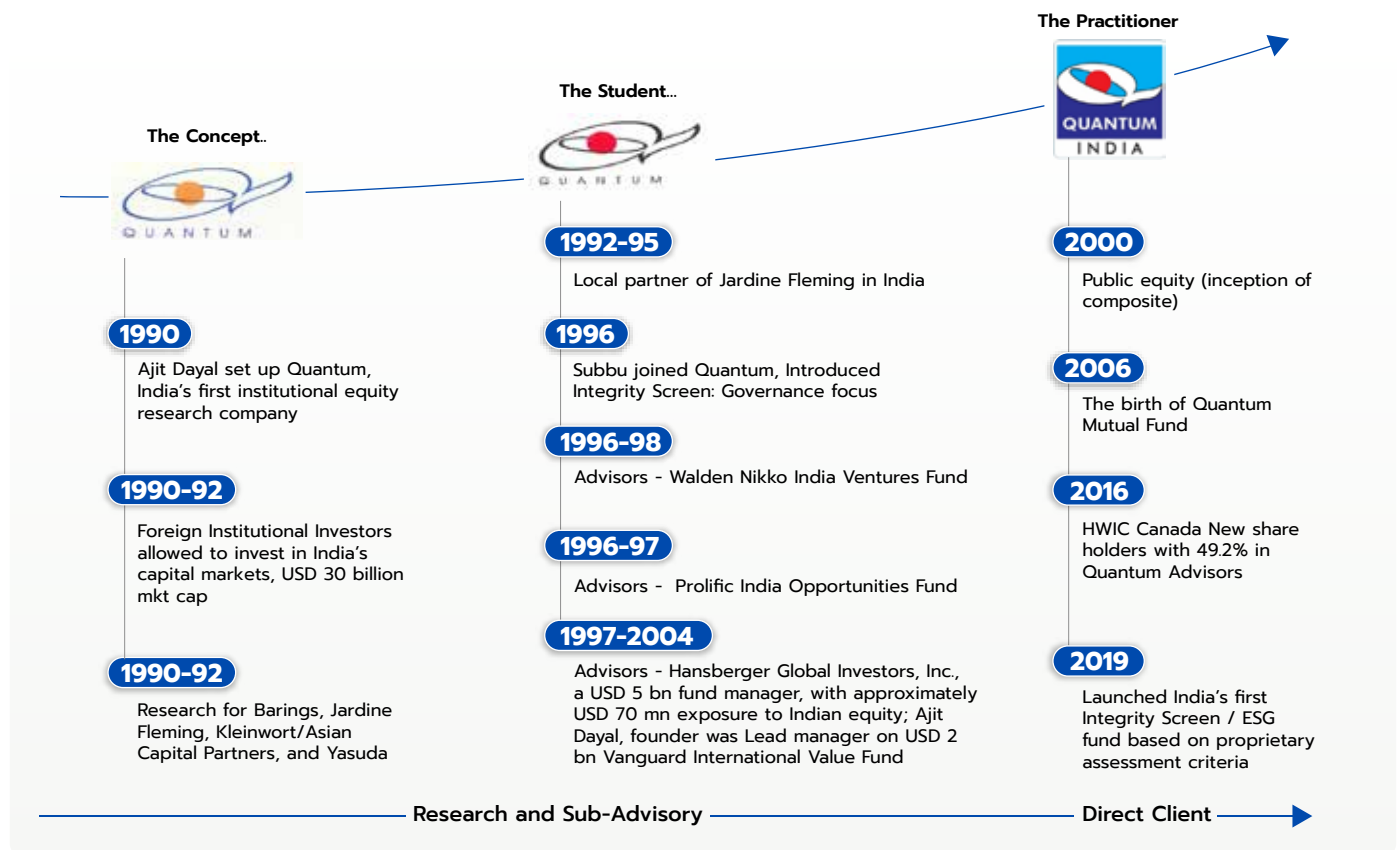 The Concept..
QUANTUM
1990
Ajit Dayal set up Quantum,
India's first institutional equity
research company
1990-92
Foreign Institutional Investors
allowed to invest in India's
capital markets, USD 30 billion
mkt cap
1990-92
Research for Barings, Jardine
Fleming, Kleinwort/Asian
Capital Partners, and Yasuda
The Student...
QUANTUM
1992-95
Local partner of Jardine Fleming in India
1996
Subbu joined Quantum, Introduced
Integrity Screen: Governance focus
1996-98
Advisors - Walden Nikko India Ventures Fund
1996-97
Advisors - Prolific India Opportunities Fund
1997-2004
Advisors - Hansberger Global Investors, Inc.,
a USD 5 bn fund manager, with approximately
USD 70 mn exposure to Indian equity; Ajit
Dayal, founder was Lead manager on USD 2
bn Vanguard International Value Fund
The Practitioner
QUANTUM
INDIA
2000
Public equity (inception of
composite)
2006
The birth of Quantum
Mutual Fund
2016
HWIC Canada New share
holders with 49.2% in
Quantum Advisors
2019
Launched India's first
Integrity Screen / ESG
fund based on proprietary
assessment criteria
Research and Sub-Advisory
Direct Client